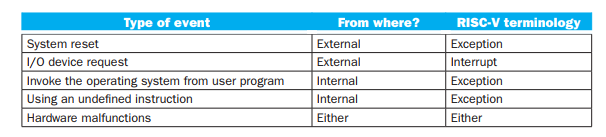 Type of event From where? RISC-V terminology
System reset External Exception
I/O device request External Interrupt
Invoke the operating system from user program Internal Exception
Using an undefined instruction Internal Exception
Hardware malfunctions Either Either